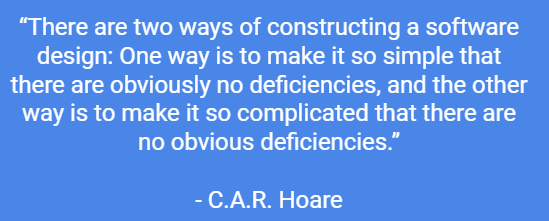 “There are two ways of constructing a software
design: One way is to make it so simple that
there are obviously no deficiencies, and the other
way is to make it so complicated that there are
no obvious deficiencies.”
- C.A.R. Hoare